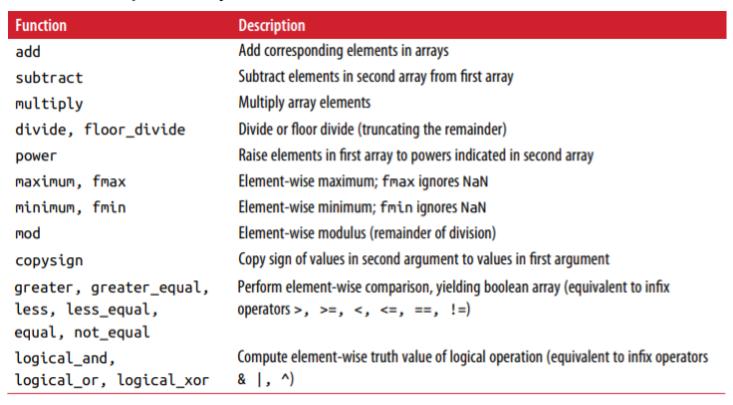 Function Description
add Add corresponding elements in arrays
subtract Subtract elements in second array from first array
multiply Multiply array elements
divide, floor_divide Divide or floor divide (truncating the remainder)
power Raise elements in first array to powers indicated in second array
maximum, fmax Element-wise maximum; fmax ignores NaN
minimum, fmin Element-wise minimum; fmin ignores NaN
mod Element-wise modulus (remainder of division)
copysign Copy sign of values in second argument to values in first argument
greater, greater_equal, Perform element-wise comparison, yielding boolean array (equivalent to infix
less, less_equal, operators >, >=, <, <=, ==, !=)
equal, not_equal
logical_and, Compute element-wise truth value of logical operation (equivalent to infix operators
logical_or, logical_xor & |, ^)